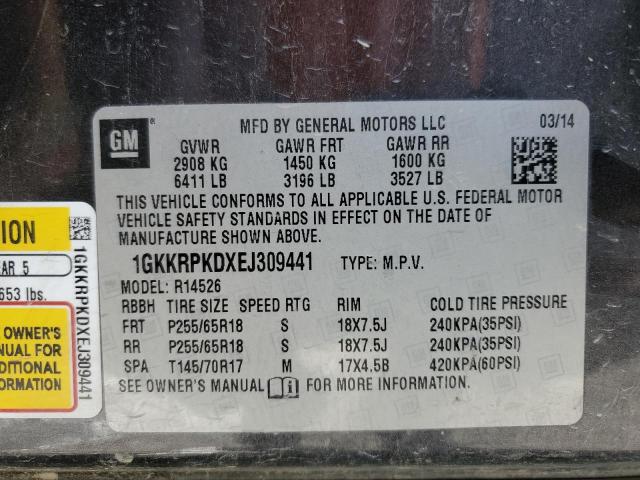 GM
®
MFD BY GENERAL MOTORS LLC
03/14
GVWR GAWR FRT GAWR RR
2908 KG 1450 KG 1600 KG
6411 LB 3196 LB 3527 LB
THIS VEHICLE CONFORMS TO ALL APPLICABLE U.S. FEDERAL MOTOR
VEHICLE SAFETY STANDARDS IN EFFECT ON THE DATE OF
MANUFACTURE SHOWN ABOVE.
1GKKRPKDXEJ309441 TYPE: M.P.V.
MODEL: R14526
RBBH TIRE SIZE SPEED RTG RIM COLD TIRE PRESSURE
FRT P255/65R18 S 18X7.5J 240KPA(35PSI)
RR P255/65R18 S 18X7.5J 240KPA(35PSI)
SPA T145/70R17 M 17X4.5B 420KPA(60PSI)
SEE OWNER'S MANUAL i FOR MORE INFORMATION.
ION
AR 5
653 lbs.
OWNER'S
NUAL FOR
DITIONAL
ORMATION
1GKKRPKDXEJ309441